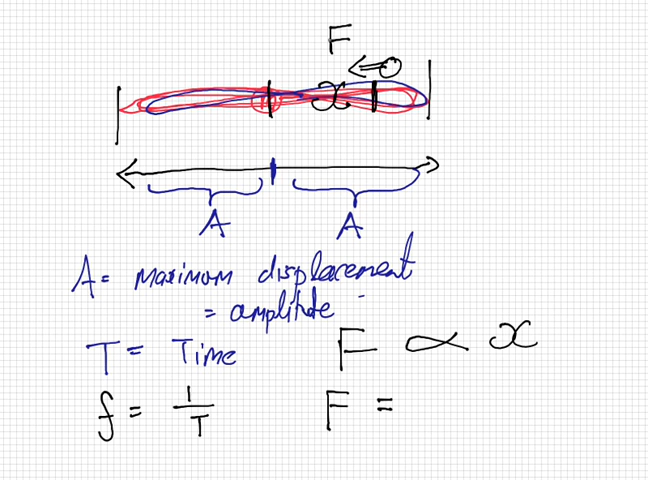 F
x
A A
A = maximum displacement
= amplitude
T = Time F ∝ x
f = 1/T F =